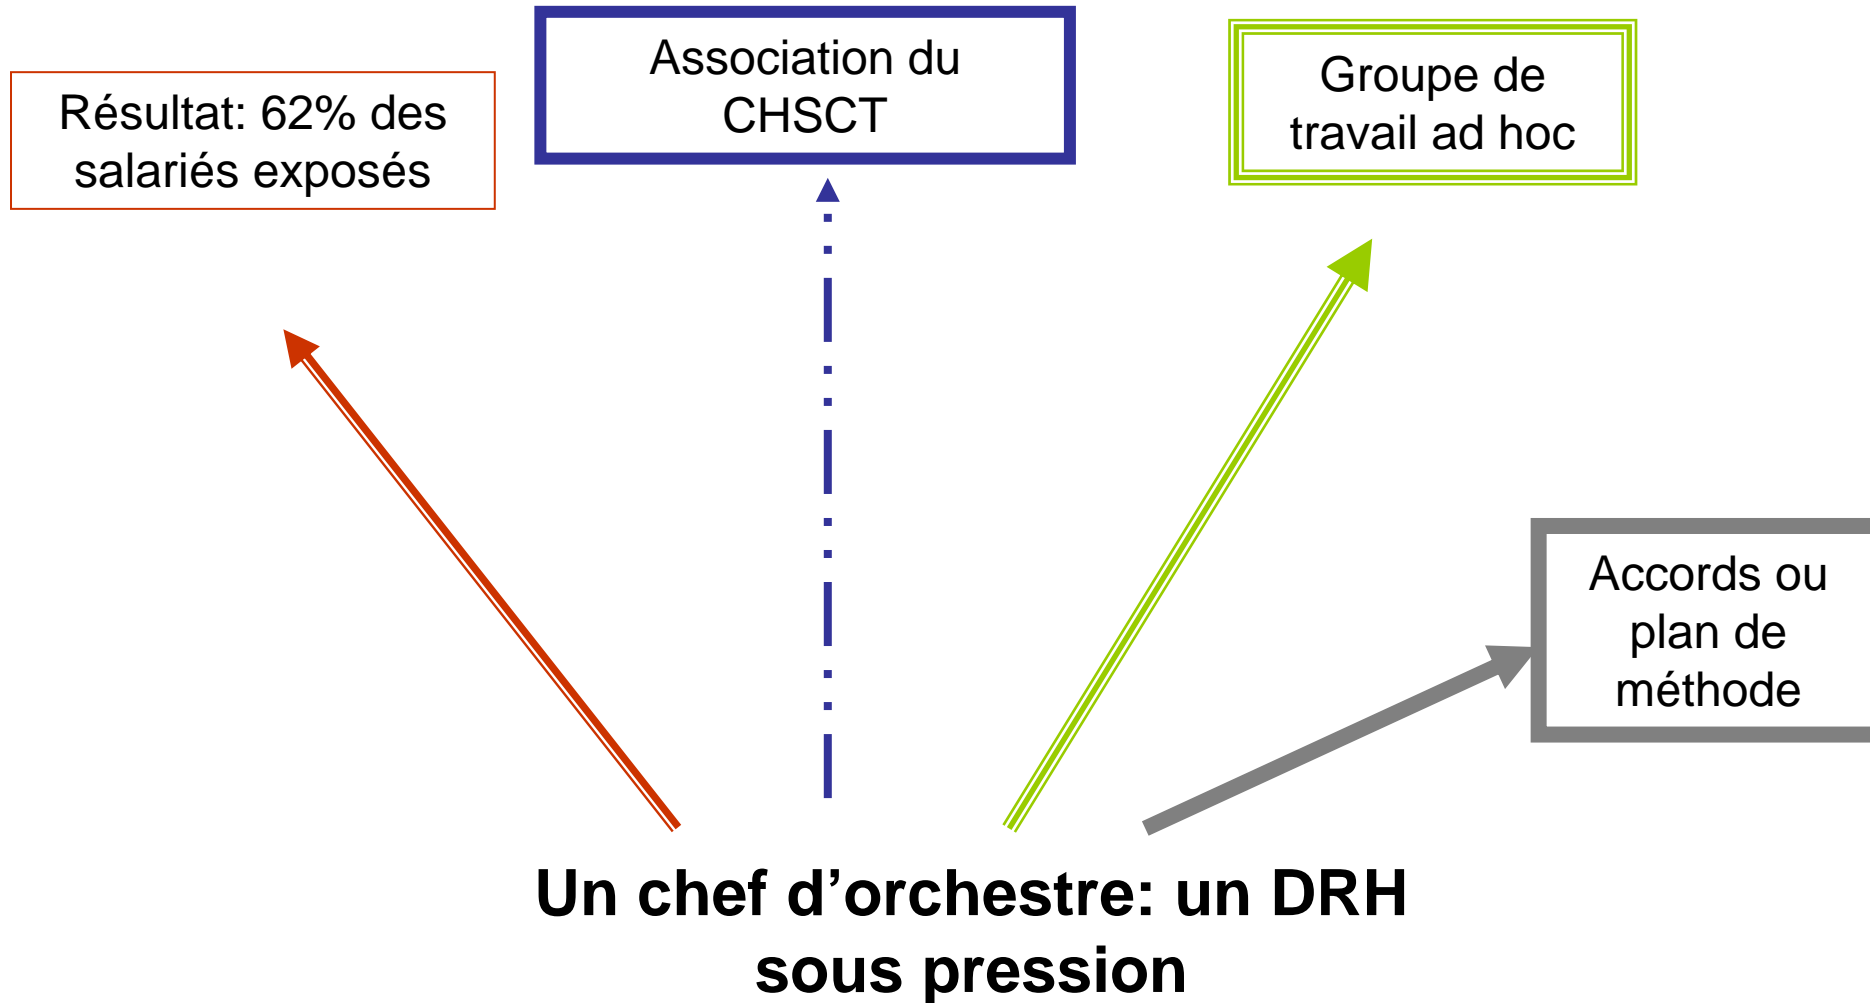 Résultat: 62% des
salariés exposés
Association du
CHSCT
Groupe de
travail ad hoc
Accords ou
plan de
méthode
Un chef d’orchestre: un DRH
sous pression